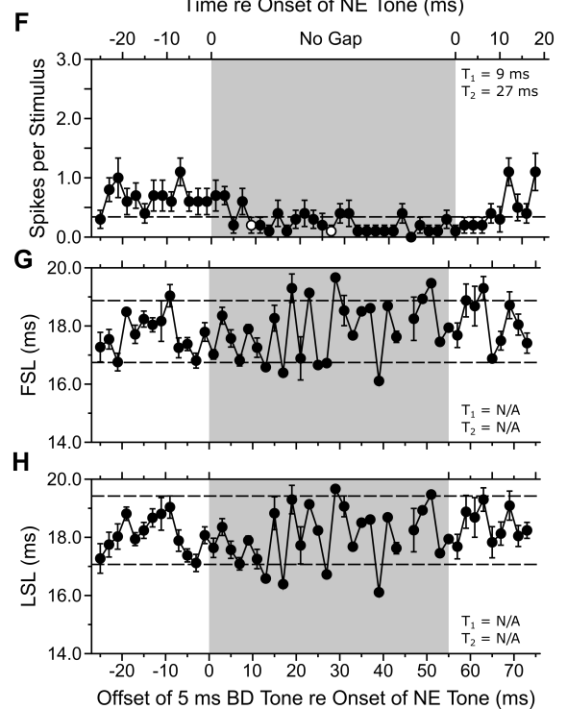 Time re Onset of NE Tone (ms)
F
-20 -10 0 No Gap 0 10 20
3.0
T1 = 9 ms
T2 = 27 ms
2.0
Spikes per Stimulus
1.0
0.0
G
20.0
18.0
FSL (ms)
16.0
T1 = N/A
T2 = N/A
14.0
H
20.0
18.0
LSL (ms)
16.0
T1 = N/A
T2 = N/A
14.0
-20 -10 0 10 20 30 40 50 60 70
Offset of 5 ms BD Tone re Onset of NE Tone (ms)